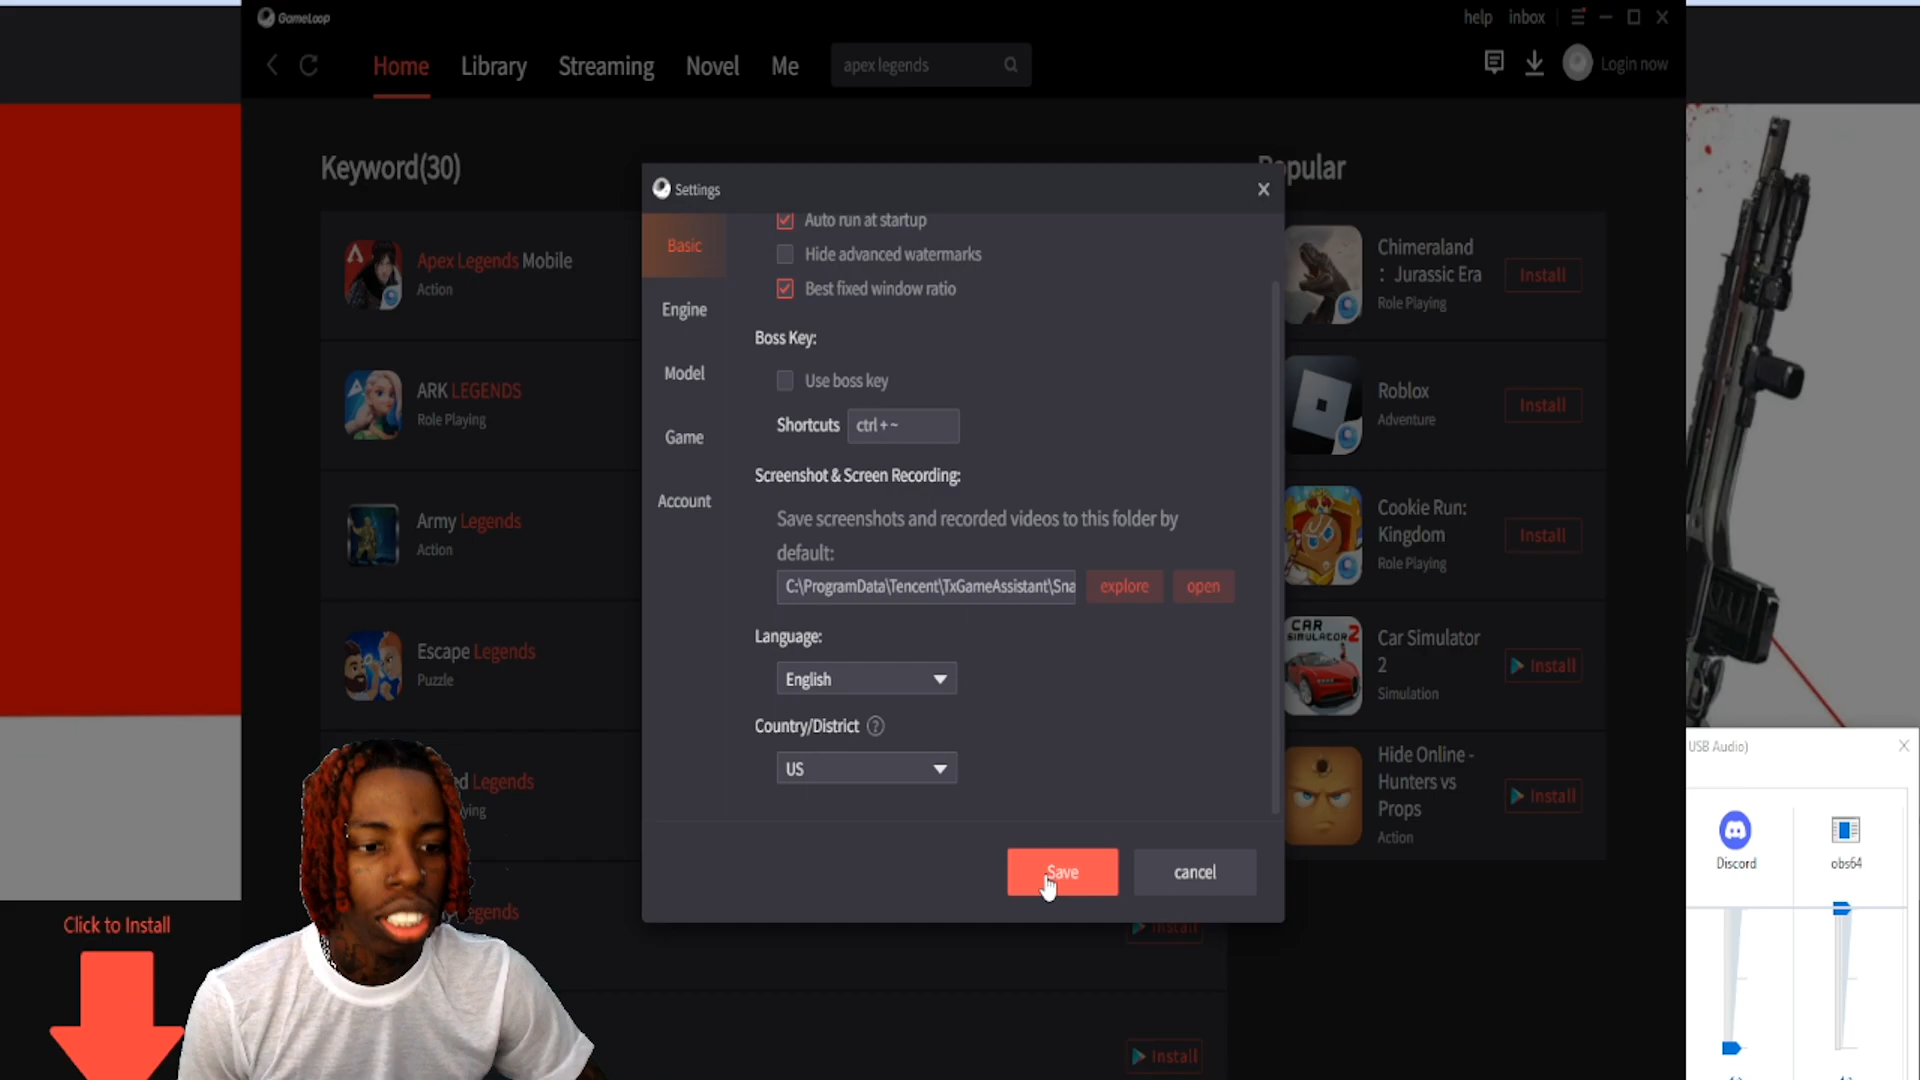 GameLoop
help
inbox
Home
Library
Streaming
Novel
Me
apex legends
Login now
Keyword(30)
Apex Legends Mobile
Action
ARK LEGENDS
Role Playing
Army Legends
Action
Escape Legends
Puzzle
Legends
Click to Install
Settings
Basic
Engine
Model
Game
Account
Auto run at startup
Hide advanced watermarks
Best fixed window ratio
Boss Key:
Use boss key
Shortcuts
ctrl + ~
Screenshot & Screen Recording:
Save screenshots and recorded videos to this folder by
default:
C:\ProgramData\Tencent\TxGameAssistant\Sna
explore
open
Language:
English
Country/District
?
US
Save
cancel
Install
Install
Chimeraland
: Jurassic Era
Role Playing
Install
Roblox
Adventure
Install
Cookie Run:
Kingdom
Role Playing
Install
CAR
SIMULATOR 2
Car Simulator
2
Simulation
Install
Hide Online -
Hunters vs
Props
Action
Install
USB Audio)
Discord
obs64